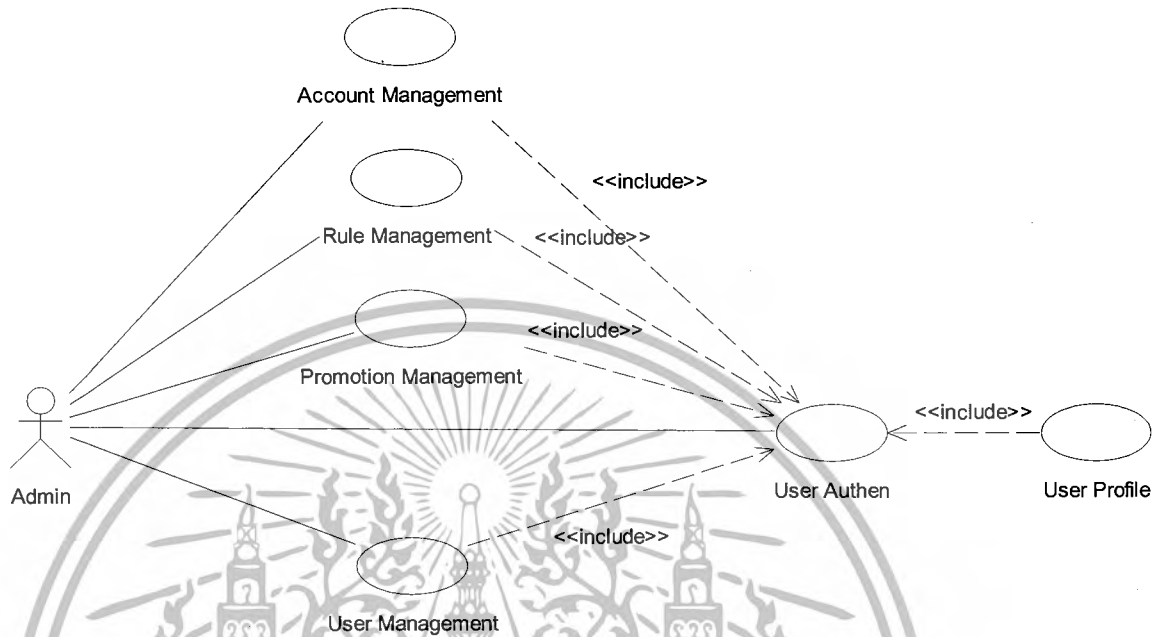 Account Management
<<include>>
Rule Management
<<include>>
<<include>>
Promotion Management
<<include>>
Admin
User Authen
User Profile
<<include>>
User Management